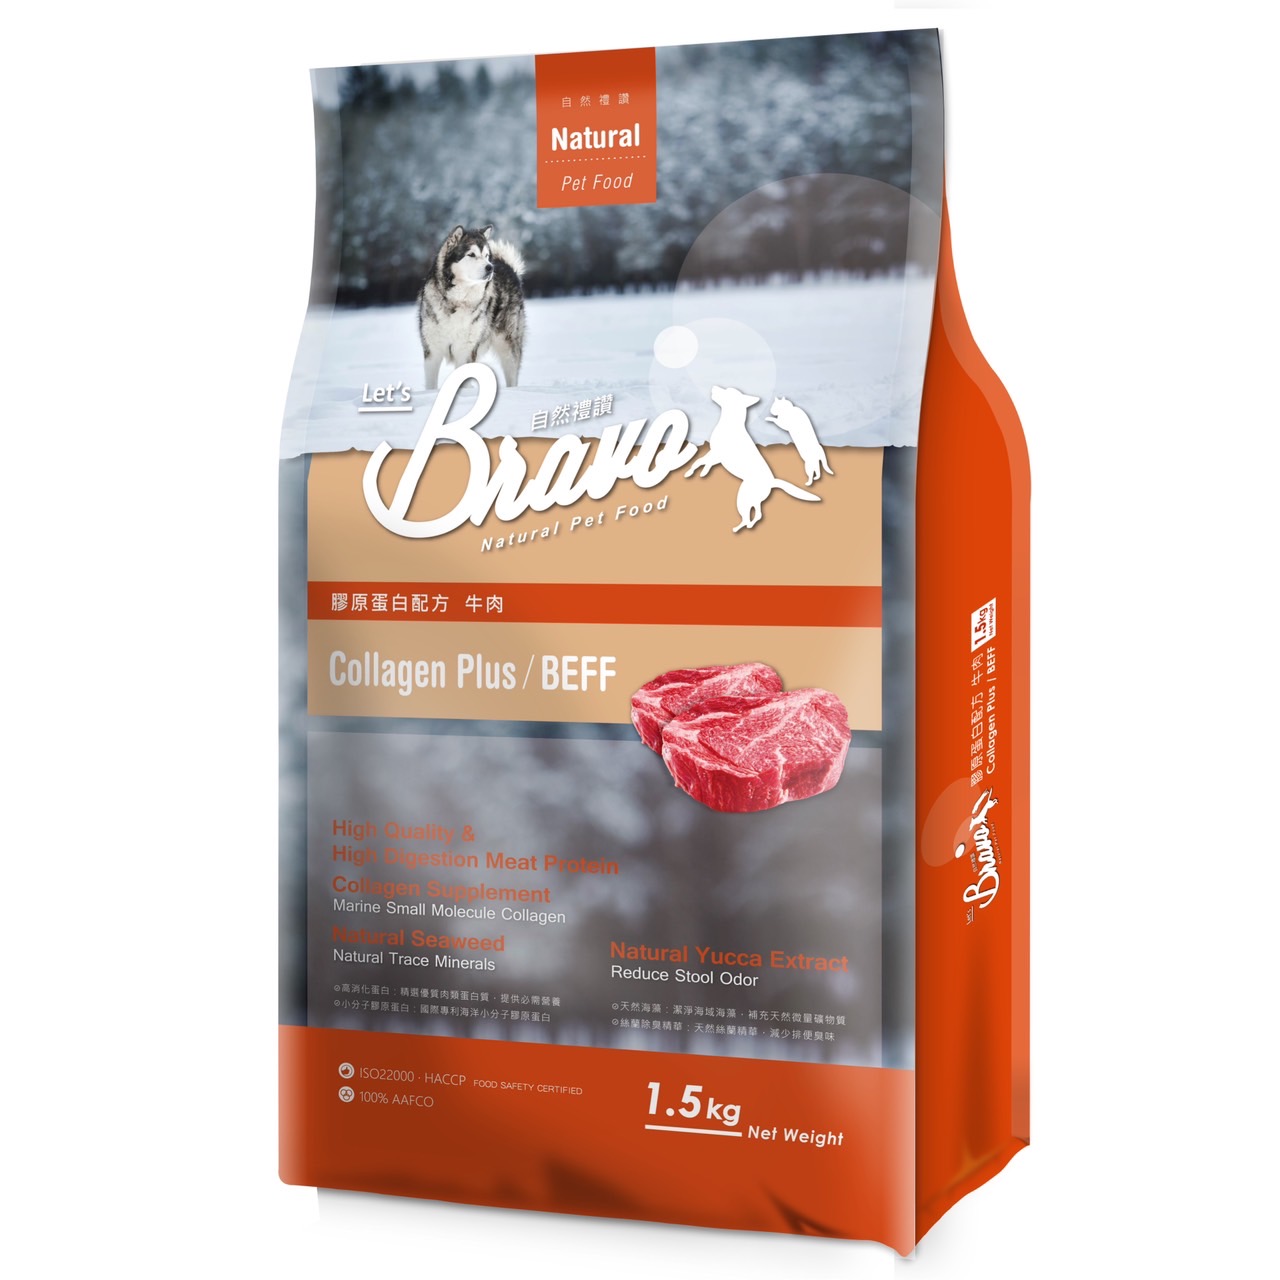 自然禮讚
Natural
Pet Food
Let's
自然禮讚
Bravo
Natural Pet Food
膠原蛋白配方 牛肉
Collagen Plus / BEFF
High Quality &
High Digestion Meat Protein
Collagen Supplement
Marine Small Molecule Collagen
Natural Seaweed
Natural Trace Minerals
高消化蛋白：精選優質肉類蛋白質，提供必需營養
小分子膠原蛋白：國際專利海洋小分子膠原蛋白
Natural Yucca Extract
Reduce Stool Odor
天然海藻：潔淨海域海藻，補充天然微量礦物質
絲蘭除臭精華：天然絲蘭精華，減少排便臭味
ISO22000 · HACCP FOOD SAFETY CERTIFIED
100% AAFCO
1.5kg
Net Weight
Let's
Bravo
膠原蛋白配方 牛肉
Collagen Plus / BEFF
1.5kg
Net Weight